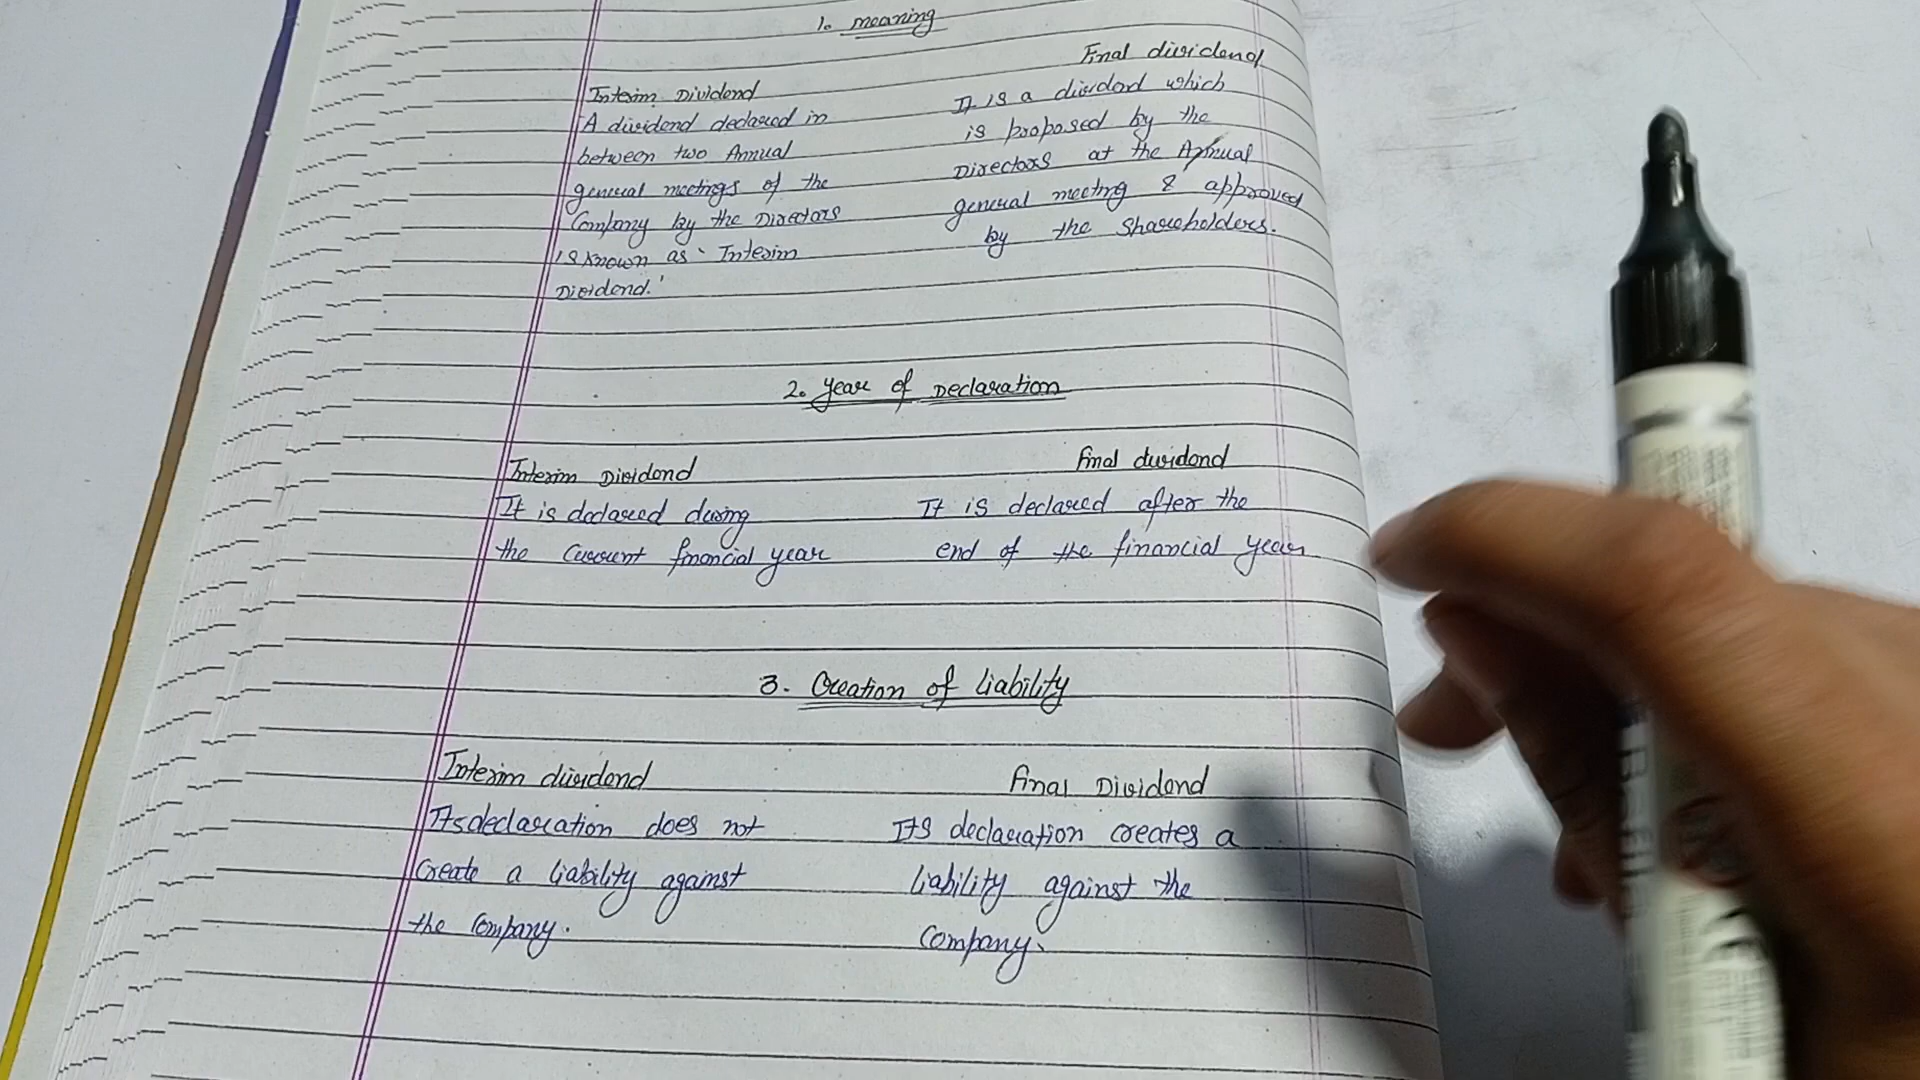 1. meaning
Interim Dividend
A dividend declared in
between two Annual
general meetings of the
Company by the Directors
is known as 'Interim
Dividend.'
Final dividend
It is a dividend which
is proposed by the
Directors at the Annual
general meeting & approved
by the Shareholders.
2. year of Declaration
Interim Dividend
It is declared during
the Current financial year
final dividend
It is declared after the
end of the financial year
3. Creation of liability
Interim dividend
Its declaration does not
Create a liability against
the Company.
final Dividend
Its declaration creates a
liability against the
Company.